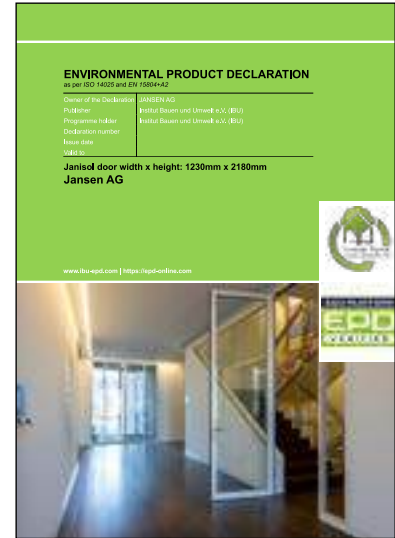 ENVIRONMENTAL PRODUCT DECLARATION
as per ISO 14025 and EN 15804+A2
Owner of the Declaration JANSEN AG
Publisher Institut Bauen und Umwelt e.V. (IBU)
Programme holder Institut Bauen und Umwelt e.V. (IBU)
Declaration number
Issue date
Valid to
Janisol door width x height: 1230mm x 2180mm
Jansen AG
www.ibu-epd.com | https://epd-online.com
EPD
VERIFIED